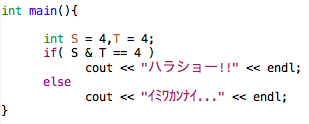 int main(){
int S = 4,T = 4;
if( S & T == 4 )
cout << "ハラショー!!" << endl;
else
cout << "ｲﾐﾜｶﾝﾅｲ..." << endl;
}